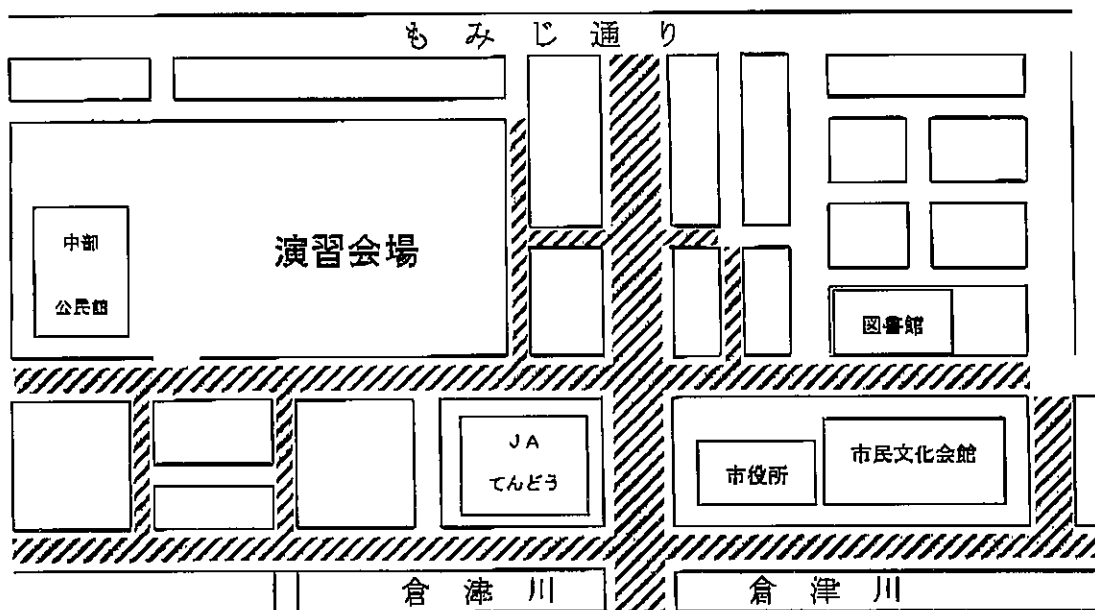 もみじ通り
中部
公民館
演習会場
図書館
JA
てんどう
市役所
市民文化会館
倉津川
倉津川